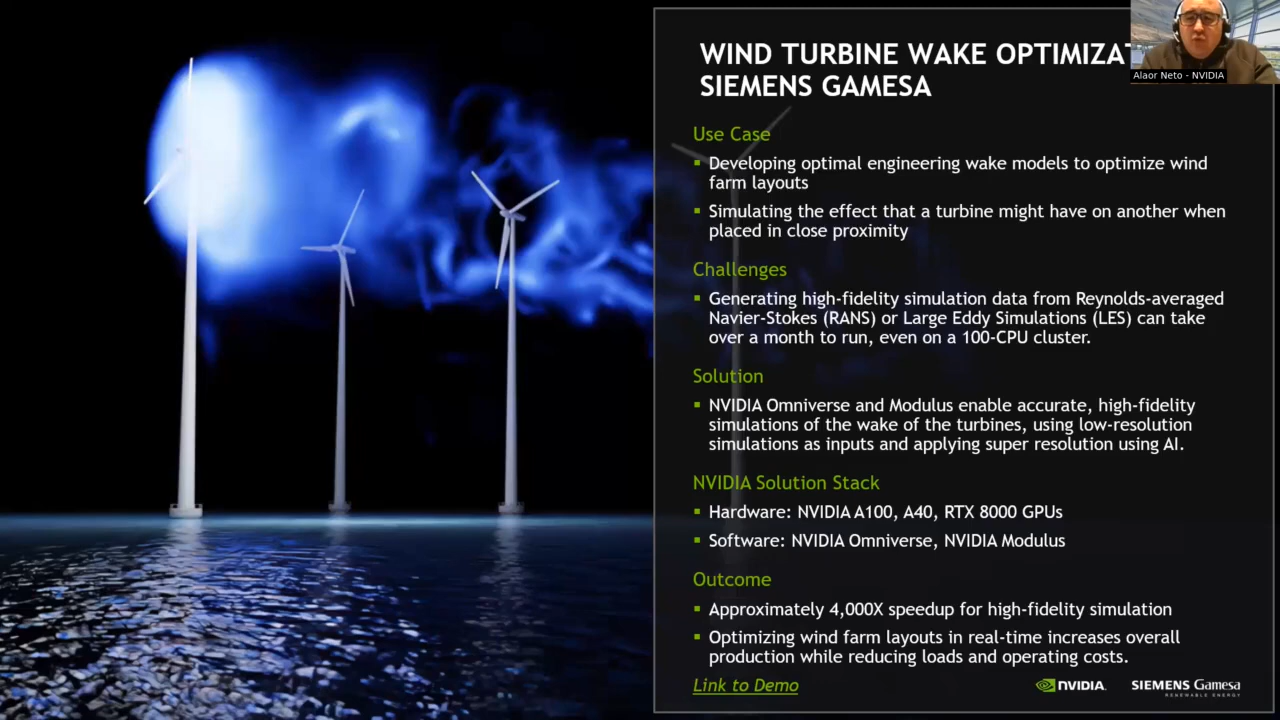 WIND TURBINE WAKE OPTIMIZAT
SIEMENS GAMESA
Alaor Neto - NVIDIA
Use Case
▪ Developing optimal engineering wake models to optimize wind
farm layouts
▪ Simulating the effect that a turbine might have on another when
placed in close proximity
Challenges
▪ Generating high-fidelity simulation data from Reynolds-averaged
Navier-Stokes (RANS) or Large Eddy Simulations (LES) can take
over a month to run, even on a 100-CPU cluster.
Solution
▪ NVIDIA Omniverse and Modulus enable accurate, high-fidelity
simulations of the wake of the turbines, using low-resolution
simulations as inputs and applying super resolution using AI.
NVIDIA Solution Stack
▪ Hardware: NVIDIA A100, A40, RTX 8000 GPUs
▪ Software: NVIDIA Omniverse, NVIDIA Modulus
Outcome
▪ Approximately 4,000X speedup for high-fidelity simulation
▪ Optimizing wind farm layouts in real-time increases overall
production while reducing loads and operating costs.
Link to Demo
NVIDIA.
SIEMENS Gamesa
RENEWABLE ENERGY